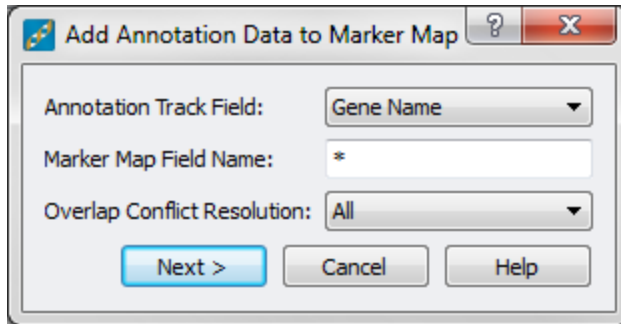 Add Annotation Data to Marker Map ? X
Annotation Track Field: Gene Name
Marker Map Field Name: *
Overlap Conflict Resolution: All
Next > Cancel Help